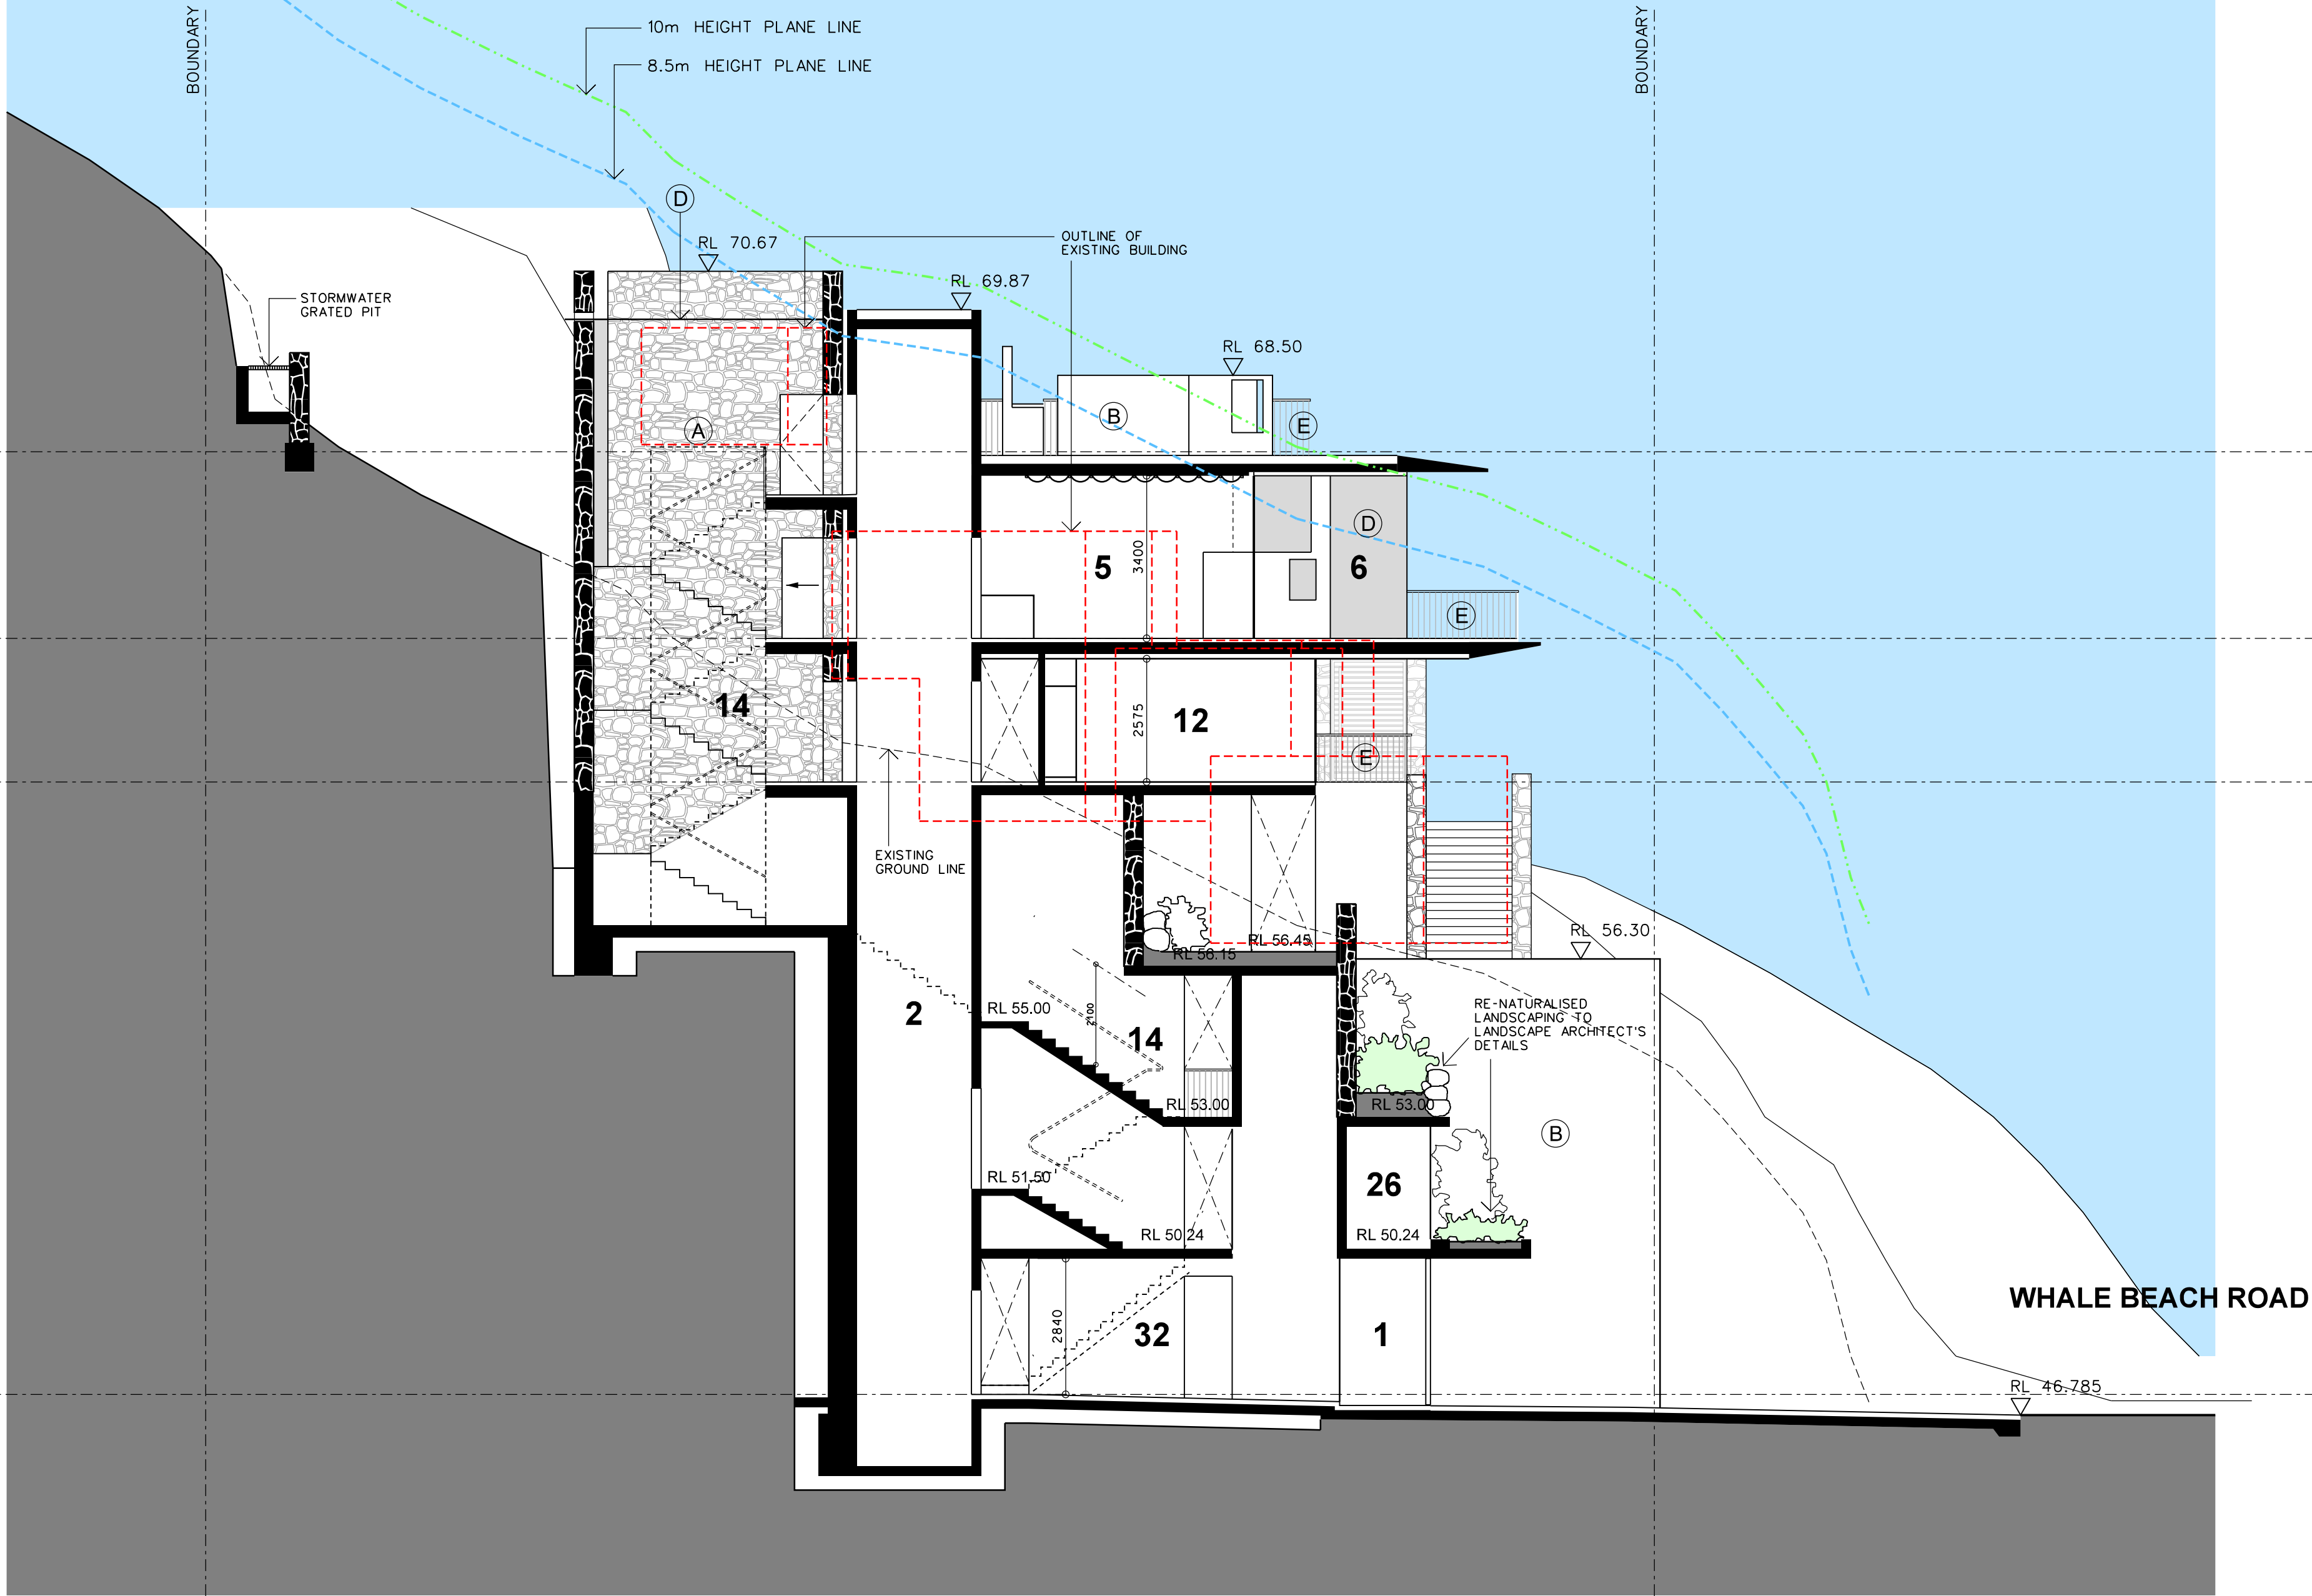 BOUNDARY
10m HEIGHT PLANE LINE
8.5m HEIGHT PLANE LINE
BOUNDARY
D
RL 70.67
OUTLINE OF
EXISTING BUILDING
RL 69.87
STORMWATER
GRATED PIT
RL 68.50
A
B
E
D
5
3400
6
E
14
2575
12
E
EXISTING
GROUND LINE
RL 56.45
RL 56.15
RL 56.30
2
RL 55.00
2100
14
RE-NATURALISED
LANDSCAPING TO
LANDSCAPE ARCHITECT'S
DETAILS
RL 53.00
RL 53.00
B
RL 51.50
26
RL 50.24
RL 50.24
WHALE BEACH ROAD
2840
32
1
RL 46.785